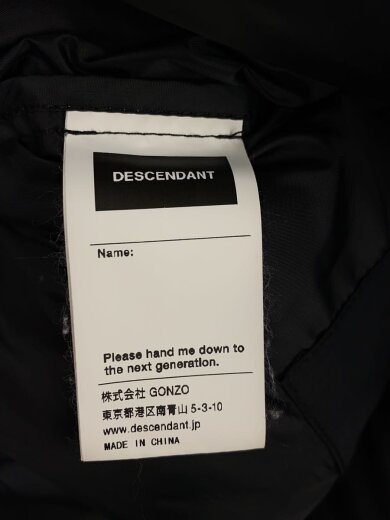 DESCENDANT
Name:
Please hand me down to
the next generation.
株式会社 GONZO
東京都港区南青山 5-3-10
www.descendant.jp
MADE IN CHINA